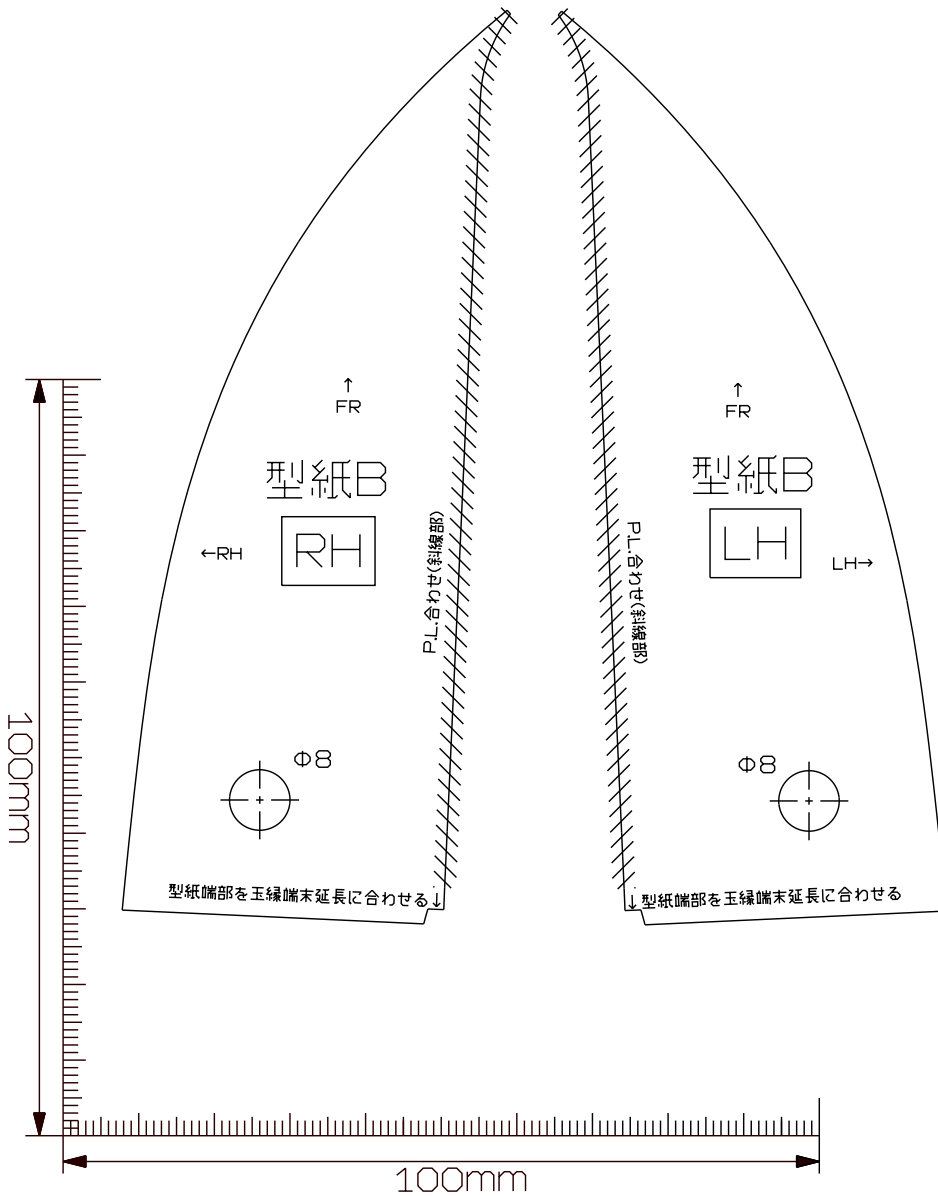 ↑
FR
型紙B
RH
←RH
P.L.合わせ(斜線部)
Φ8
型紙端部を玉縁端末延長に合わせる↓
↑
FR
型紙B
LH
LH→
P.L.合わせ(斜線部)
Φ8
↓型紙端部を玉縁端末延長に合わせる
100mm
100mm